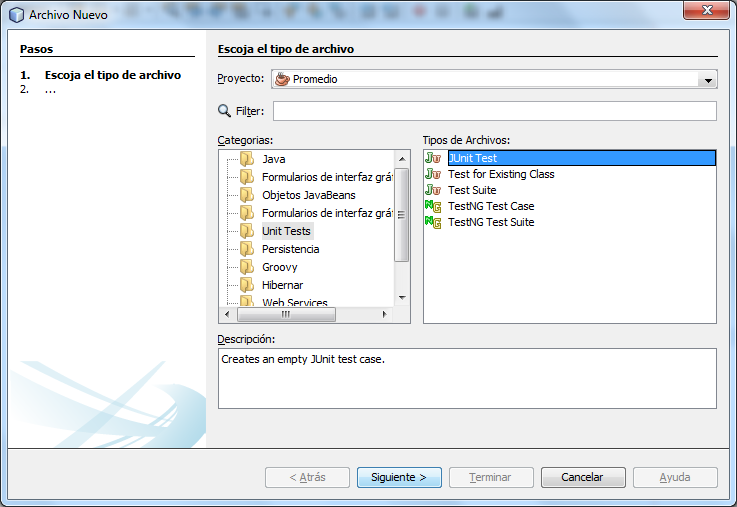 Archivo Nuevo
Pasos
1. Escoja el tipo de archivo
2. ...
Escoja el tipo de archivo
Proyecto: Promedio
Filter:
Categorias:
Java
Formularios de interfaz grá
Objetos JavaBeans
Formularios de interfaz grá
Unit Tests
Persistencia
Groovy
Hibernar
Web Services
Tipos de Archivos:
JUnit Test
Test for Existing Class
Test Suite
TestNG Test Case
TestNG Test Suite
Descripción:
Creates an empty JUnit test case.
< Atrás
Siguiente >
Terminar
Cancelar
Ayuda